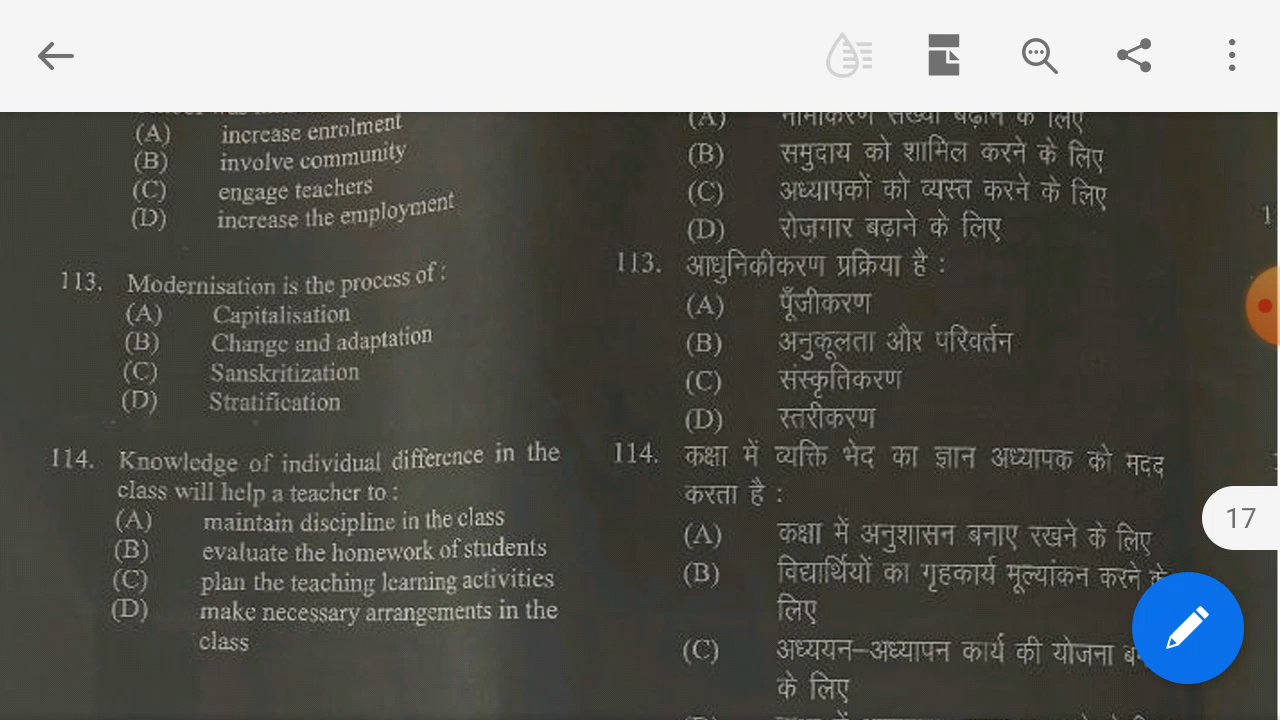 (A) increase enrolment
(B) involve community
(C) engage teachers
(D) increase the employment
113. Modernisation is the process of :
(A) Capitalisation
(B) Change and adaptation
(C) Sanskritization
(D) Stratification
114. Knowledge of individual difference in the
class will help a teacher to :
(A) maintain discipline in the class
(B) evaluate the homework of students
(C) plan the teaching learning activities
(D) make necessary arrangements in the
class
(A) नामांकरण संख्या बढ़ाने के लिए
(B) समुदाय को शामिल करने के लिए
(C) अध्यापकों को व्यस्त करने के लिए
(D) रोज़गार बढ़ाने के लिए
113. आधुनिकीकरण प्रक्रिया है :
(A) पूँजीकरण
(B) अनुकूलता और परिवर्तन
(C) संस्कृतिकरण
(D) स्तरीकरण
114. कक्षा में व्यक्ति भेद का ज्ञान अध्यापक को मदद
करता है :
(A) कक्षा में अनुशासन बनाए रखने के लिए
(B) विद्यार्थियों का गृहकार्य मूल्यांकन करने के
लिए
(C) अध्ययन–अध्यापन कार्य की योजना
के लिए
17